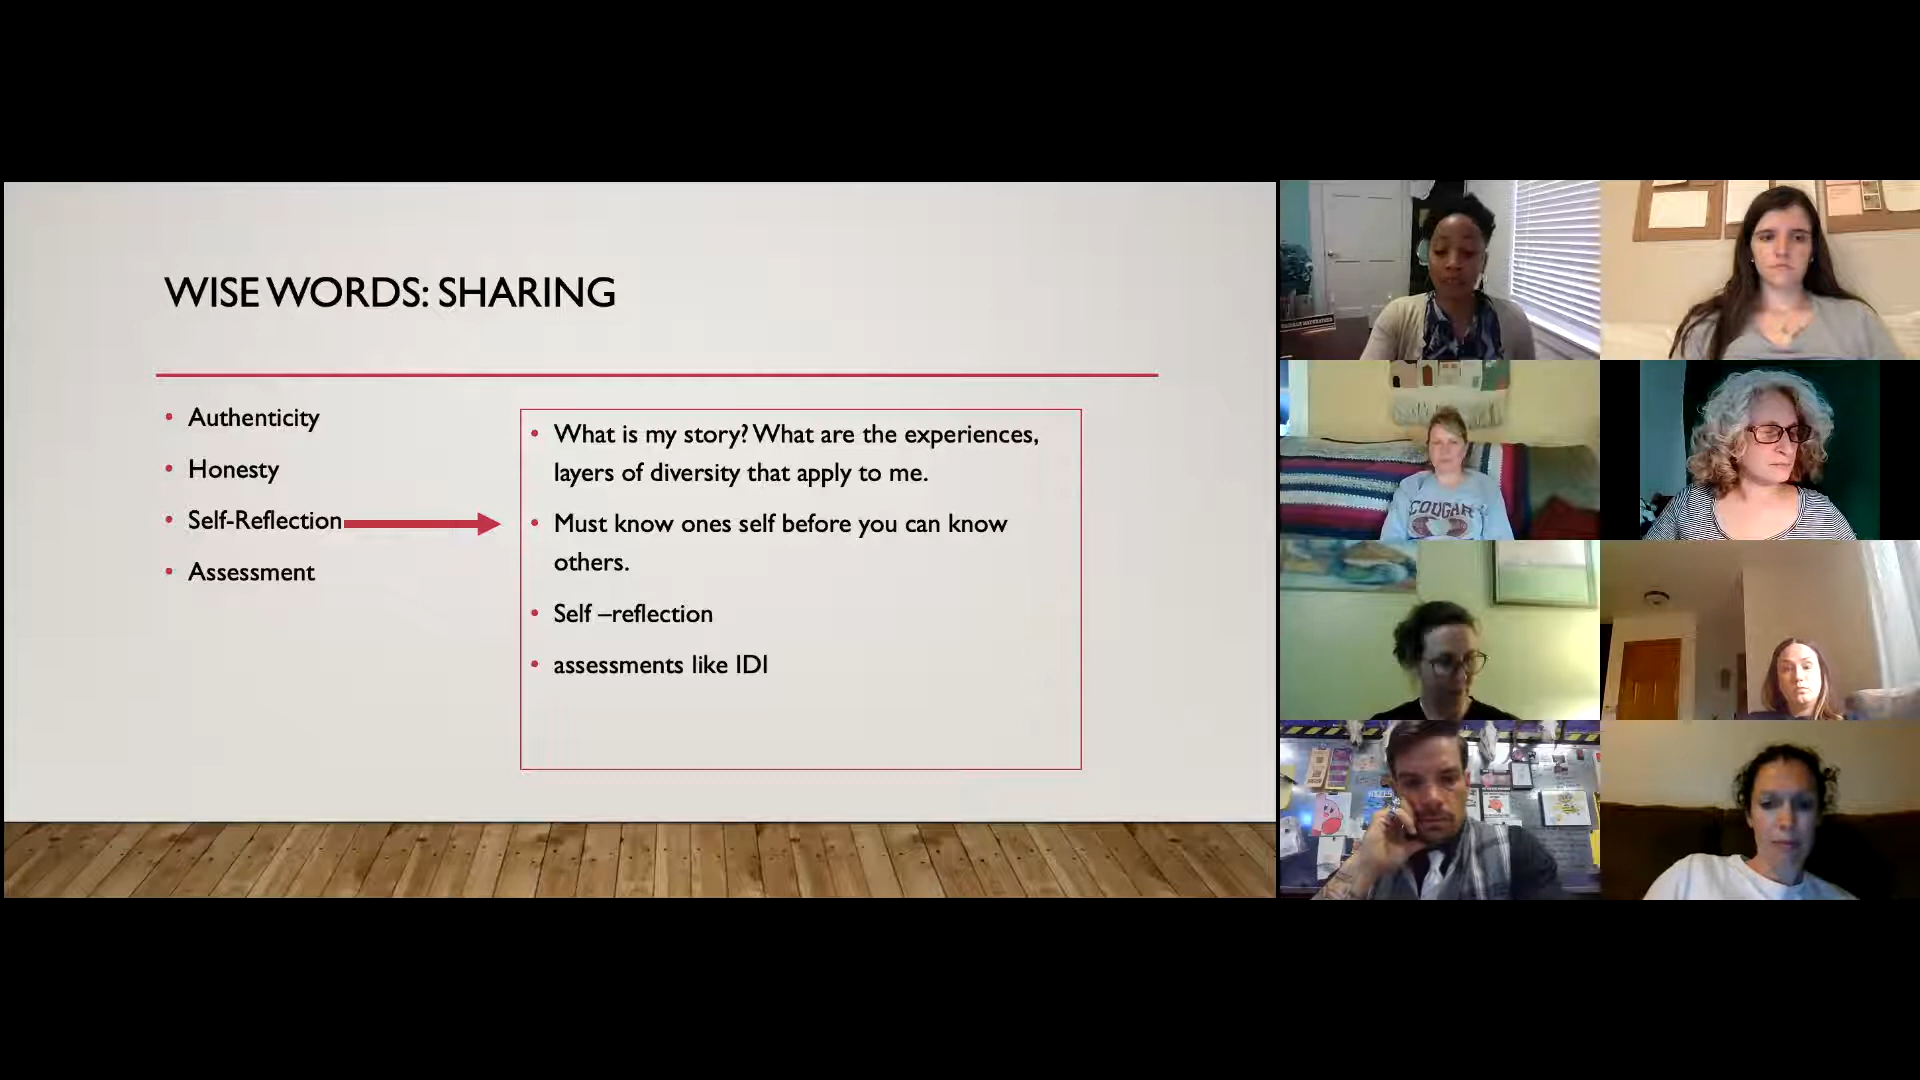 WISE WORDS: SHARING
• Authenticity
• Honesty
• Self-Reflection
• Assessment
• What is my story? What are the experiences,
layers of diversity that apply to me.
• Must know ones self before you can know
others.
• Self –reflection
• assessments like IDI
COUGAR